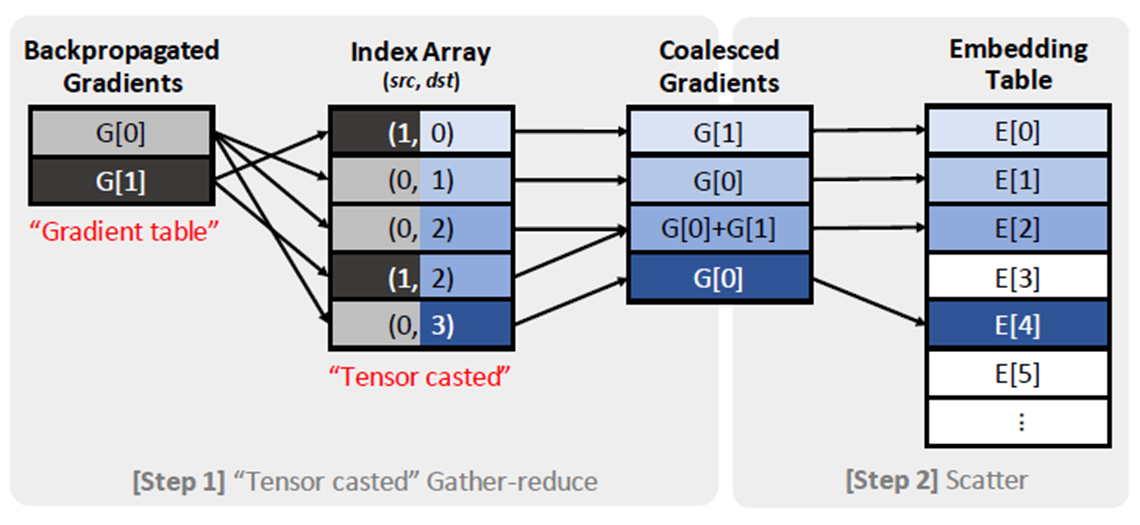 Backpropagated
Gradients
G[0]
G[1]
“Gradient table”
Index Array
(src, dst)
(1, 0)
(0, 1)
(0, 2)
(1, 2)
(0, 3)
“Tensor casted”
Coalesced
Gradients
G[1]
G[0]
G[0]+G[1]
G[0]
[Step 1] “Tensor casted” Gather-reduce
Embedding
Table
E[0]
E[1]
E[2]
E[3]
E[4]
E[5]
⋮
[Step 2] Scatter